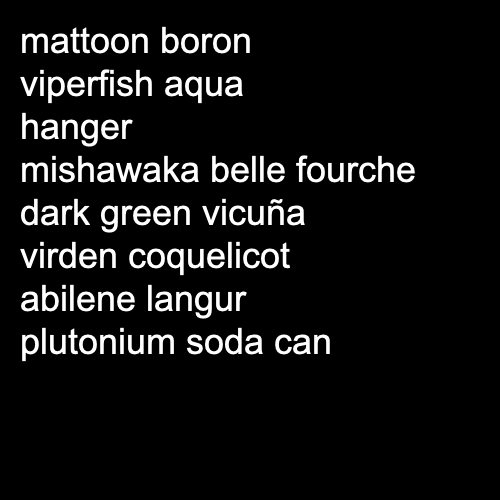 mattoon boron
viperfish aqua
hanger
mishawaka belle fourche
dark green vicuña
virden coquelicot
abilene langur
plutonium soda can